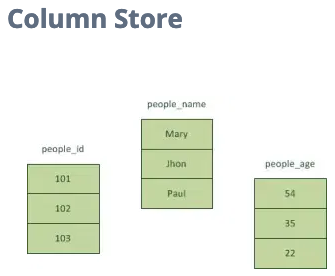 Column Store
people_id
101
102
103
people_name
Mary
Jhon
Paul
people_age
54
35
22